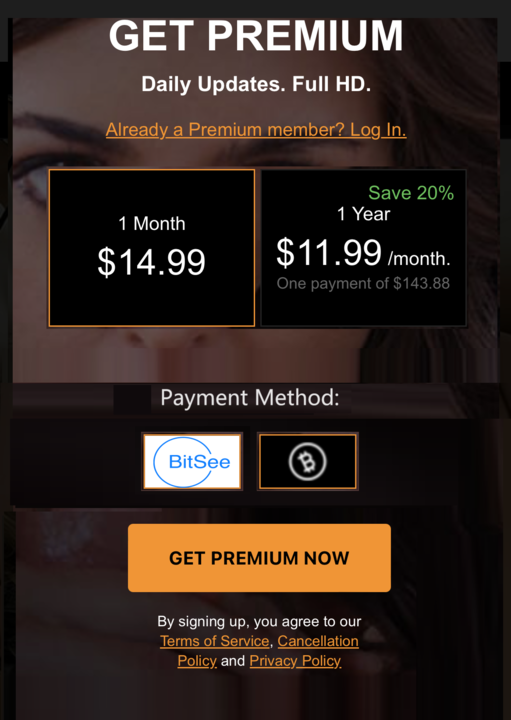 GET PREMIUM
Daily Updates. Full HD.
Already a Premium member? Log In.
1 Month
$14.99
Save 20%
1 Year
$11.99 /month.
One payment of $143.88
Payment Method:
BitSee
GET PREMIUM NOW
By signing up, you agree to our
Terms of Service, Cancellation
Policy and Privacy Policy